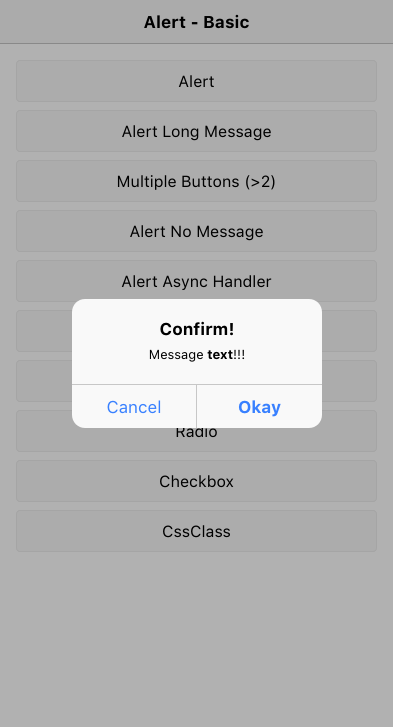 Alert - Basic
Alert
Alert Long Message
Multiple Buttons (>2)
Alert No Message
Alert Async Handler
Confirm!
Message text!!!
Cancel
Okay
Radio
Checkbox
CssClass